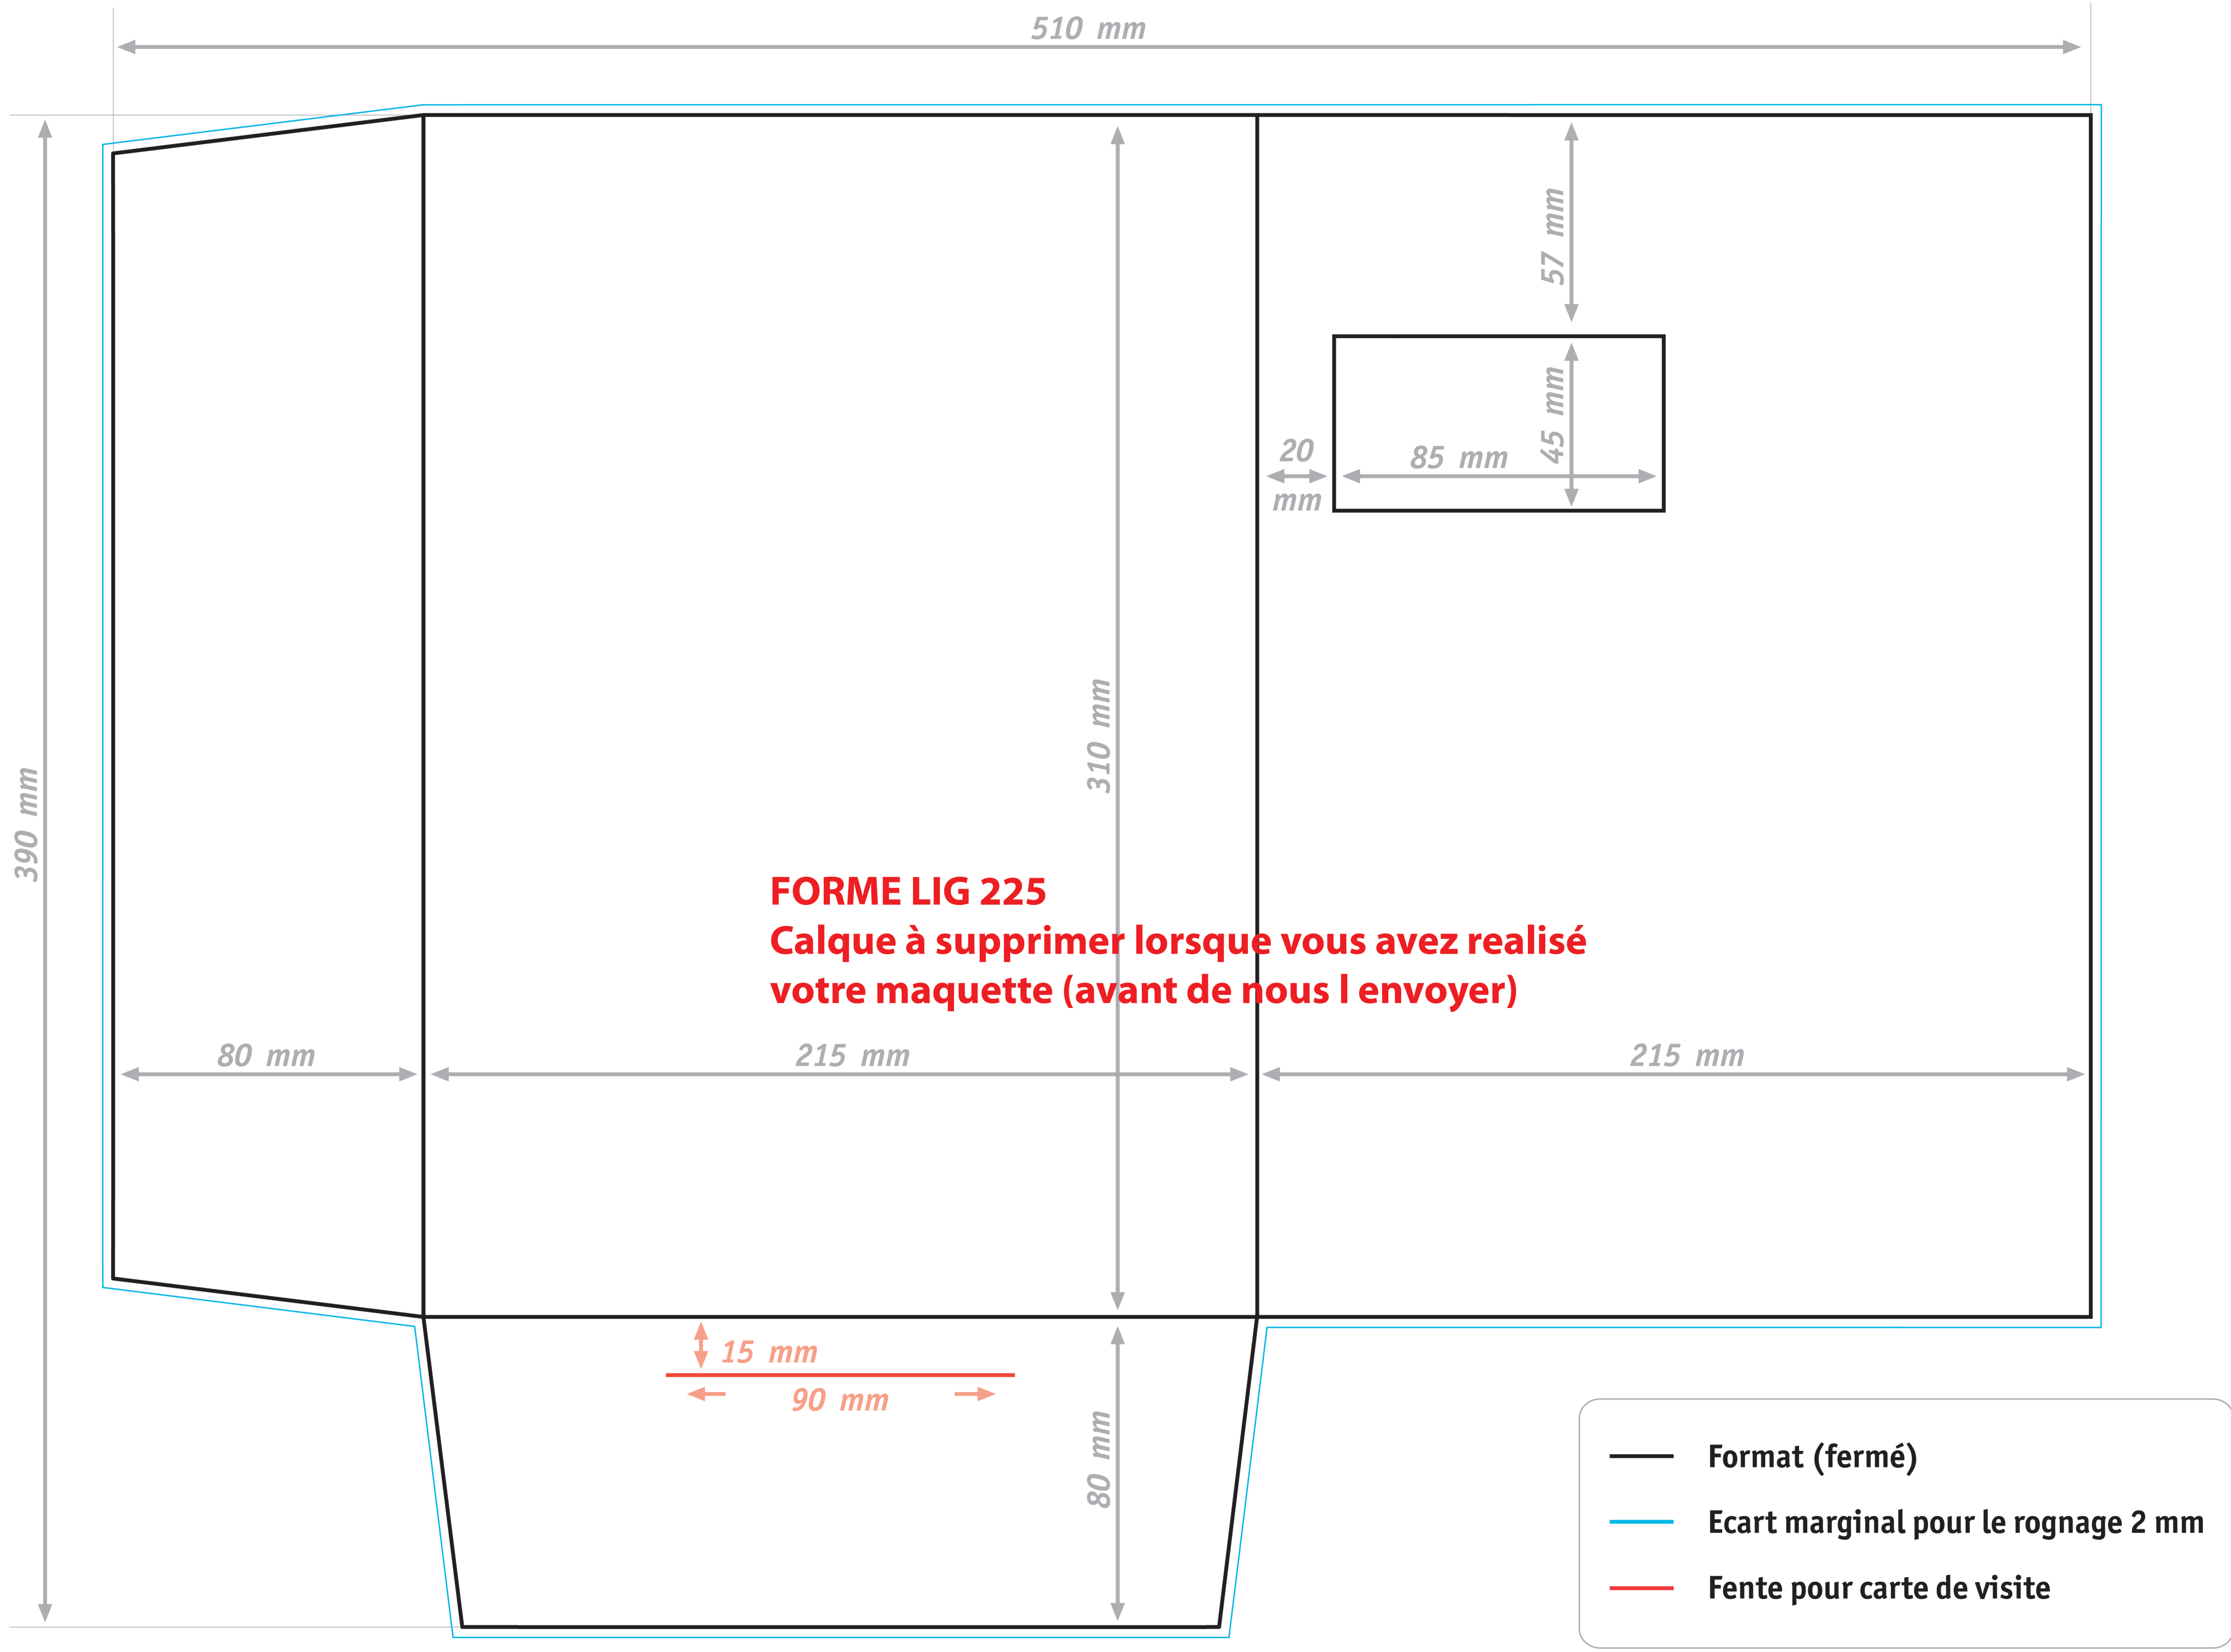 510 mm
390 mm
57 mm
45 mm
20
mm
85 mm
310 mm
FORME LIG 225
Calque à supprimer lorsque vous avez realisé
votre maquette (avant de nous l envoyer)
80 mm
215 mm
215 mm
15 mm
90 mm
80 mm
Format (fermé)
Ecart marginal pour le rognage 2 mm
Fente pour carte de visite